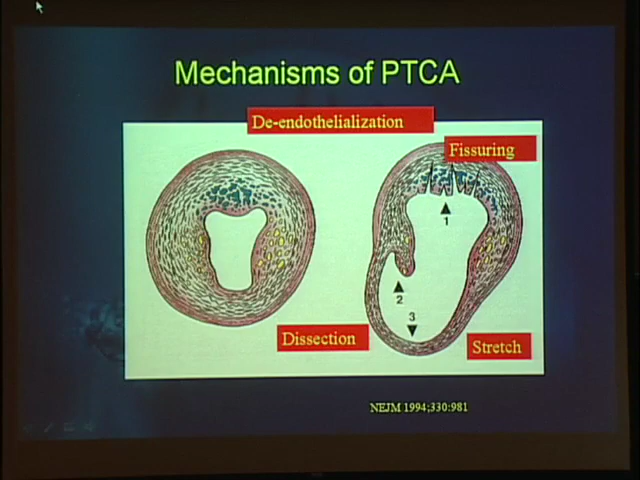 Mechanisms of PTCA
De-endothelialization
Fissuring
1
2
3
Dissection
Stretch
NEJM 1994;330:981